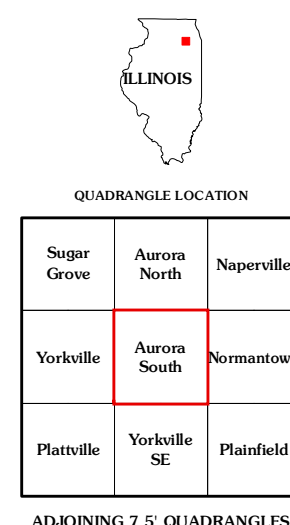 ILLINOIS
QUADRANGLE LOCATION
Sugar
Grove
Aurora
North
Naperville
Yorkville
Aurora
South
Normantow
Plattville
Yorkville
SE
Plainfield
ADJOINING 7.5' QUADRANGLES